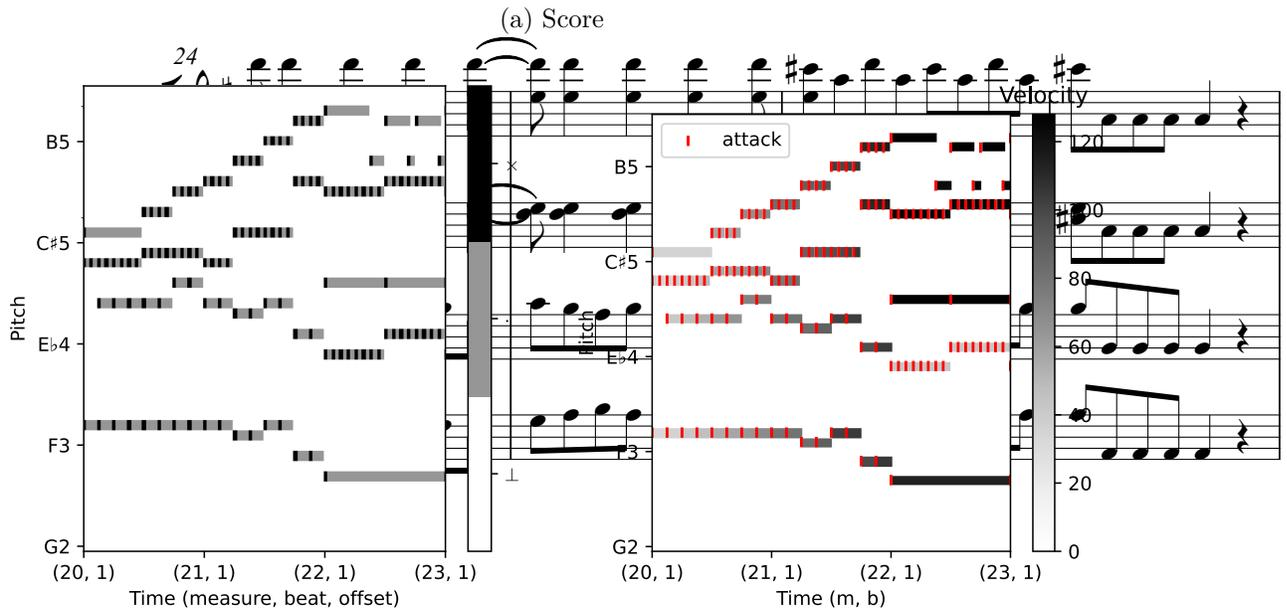 (a) Score
24
Velocity
B5
C♯5
Pitch
E♭4
F3
G2
(20, 1) (21, 1) (22, 1) (23, 1)
Time (measure, beat, offset)
×
.
⊥
attack
B5
C♯5
Pitch
E♭4
F3
G2
(20, 1) (21, 1) (22, 1) (23, 1)
Time (m, b)
120
100
80
60
40
20
0